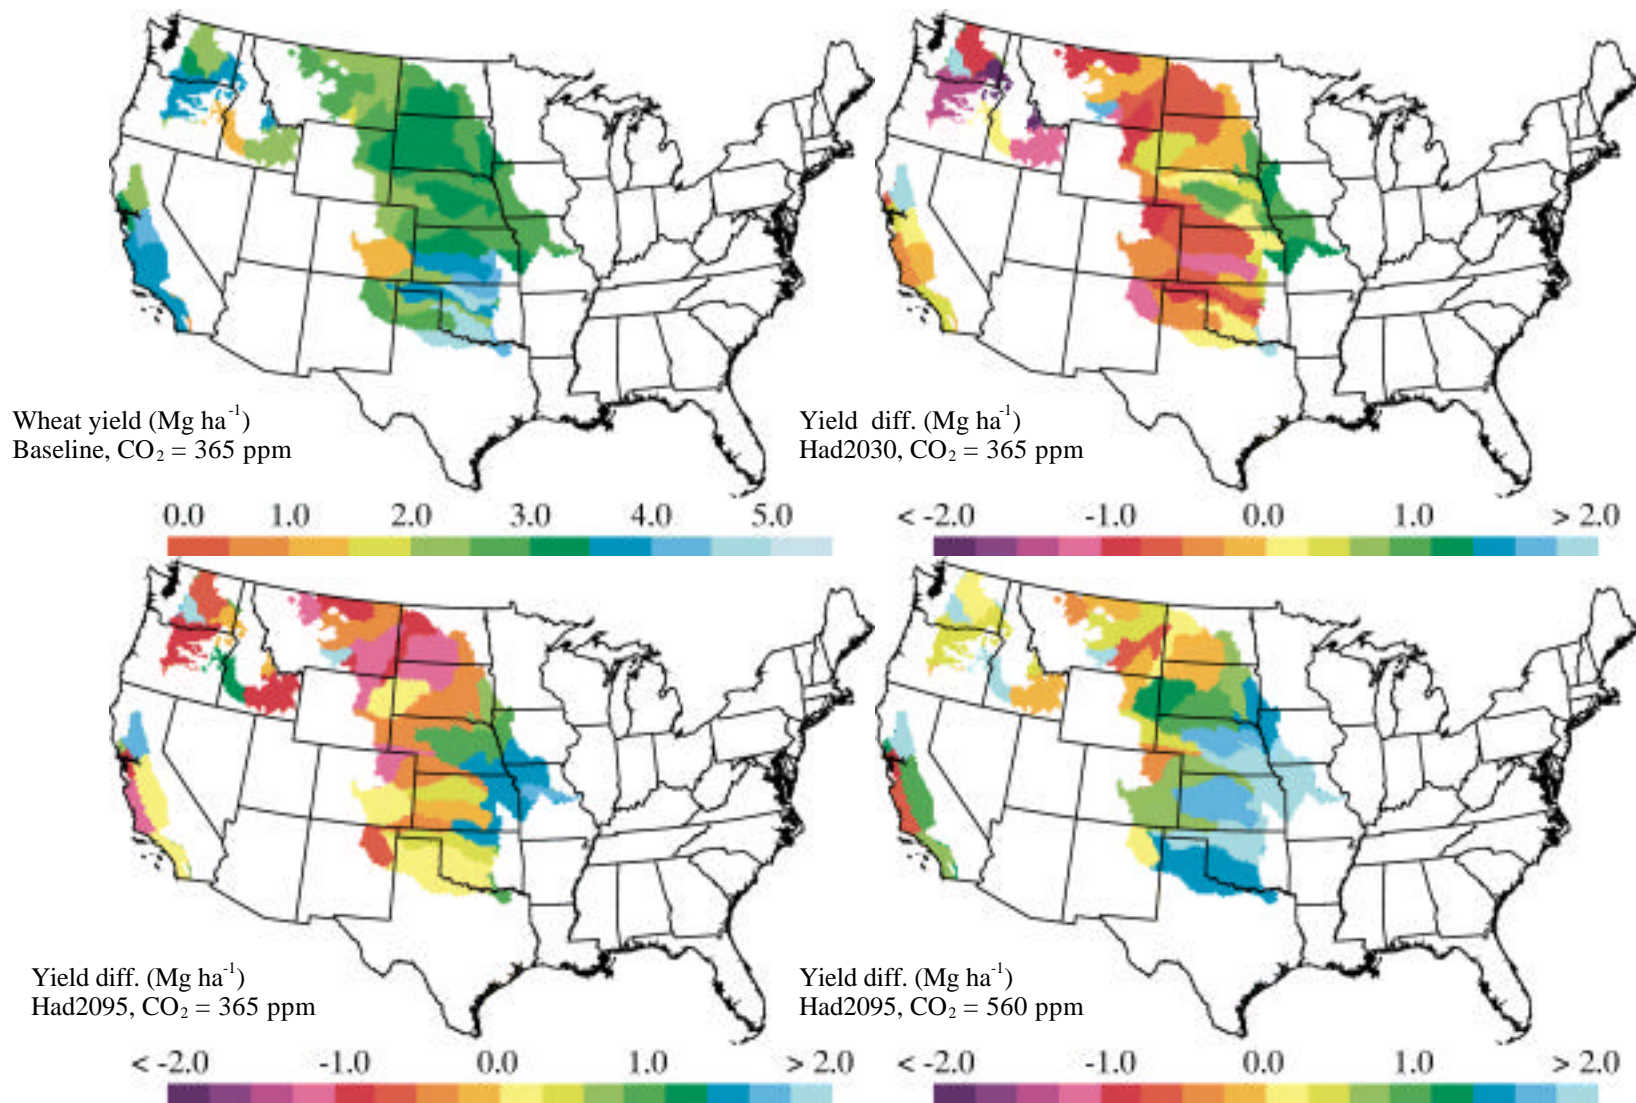 Wheat yield (Mg ha⁻¹)
Baseline, CO₂ = 365 ppm
0.0 1.0 2.0 3.0 4.0 5.0
Yield diff. (Mg ha⁻¹)
Had2030, CO₂ = 365 ppm
< -2.0 -1.0 0.0 1.0 > 2.0
Yield diff. (Mg ha⁻¹)
Had2095, CO₂ = 365 ppm
< -2.0 -1.0 0.0 1.0 > 2.0
Yield diff. (Mg ha⁻¹)
Had2095, CO₂ = 560 ppm
< -2.0 -1.0 0.0 1.0 > 2.0